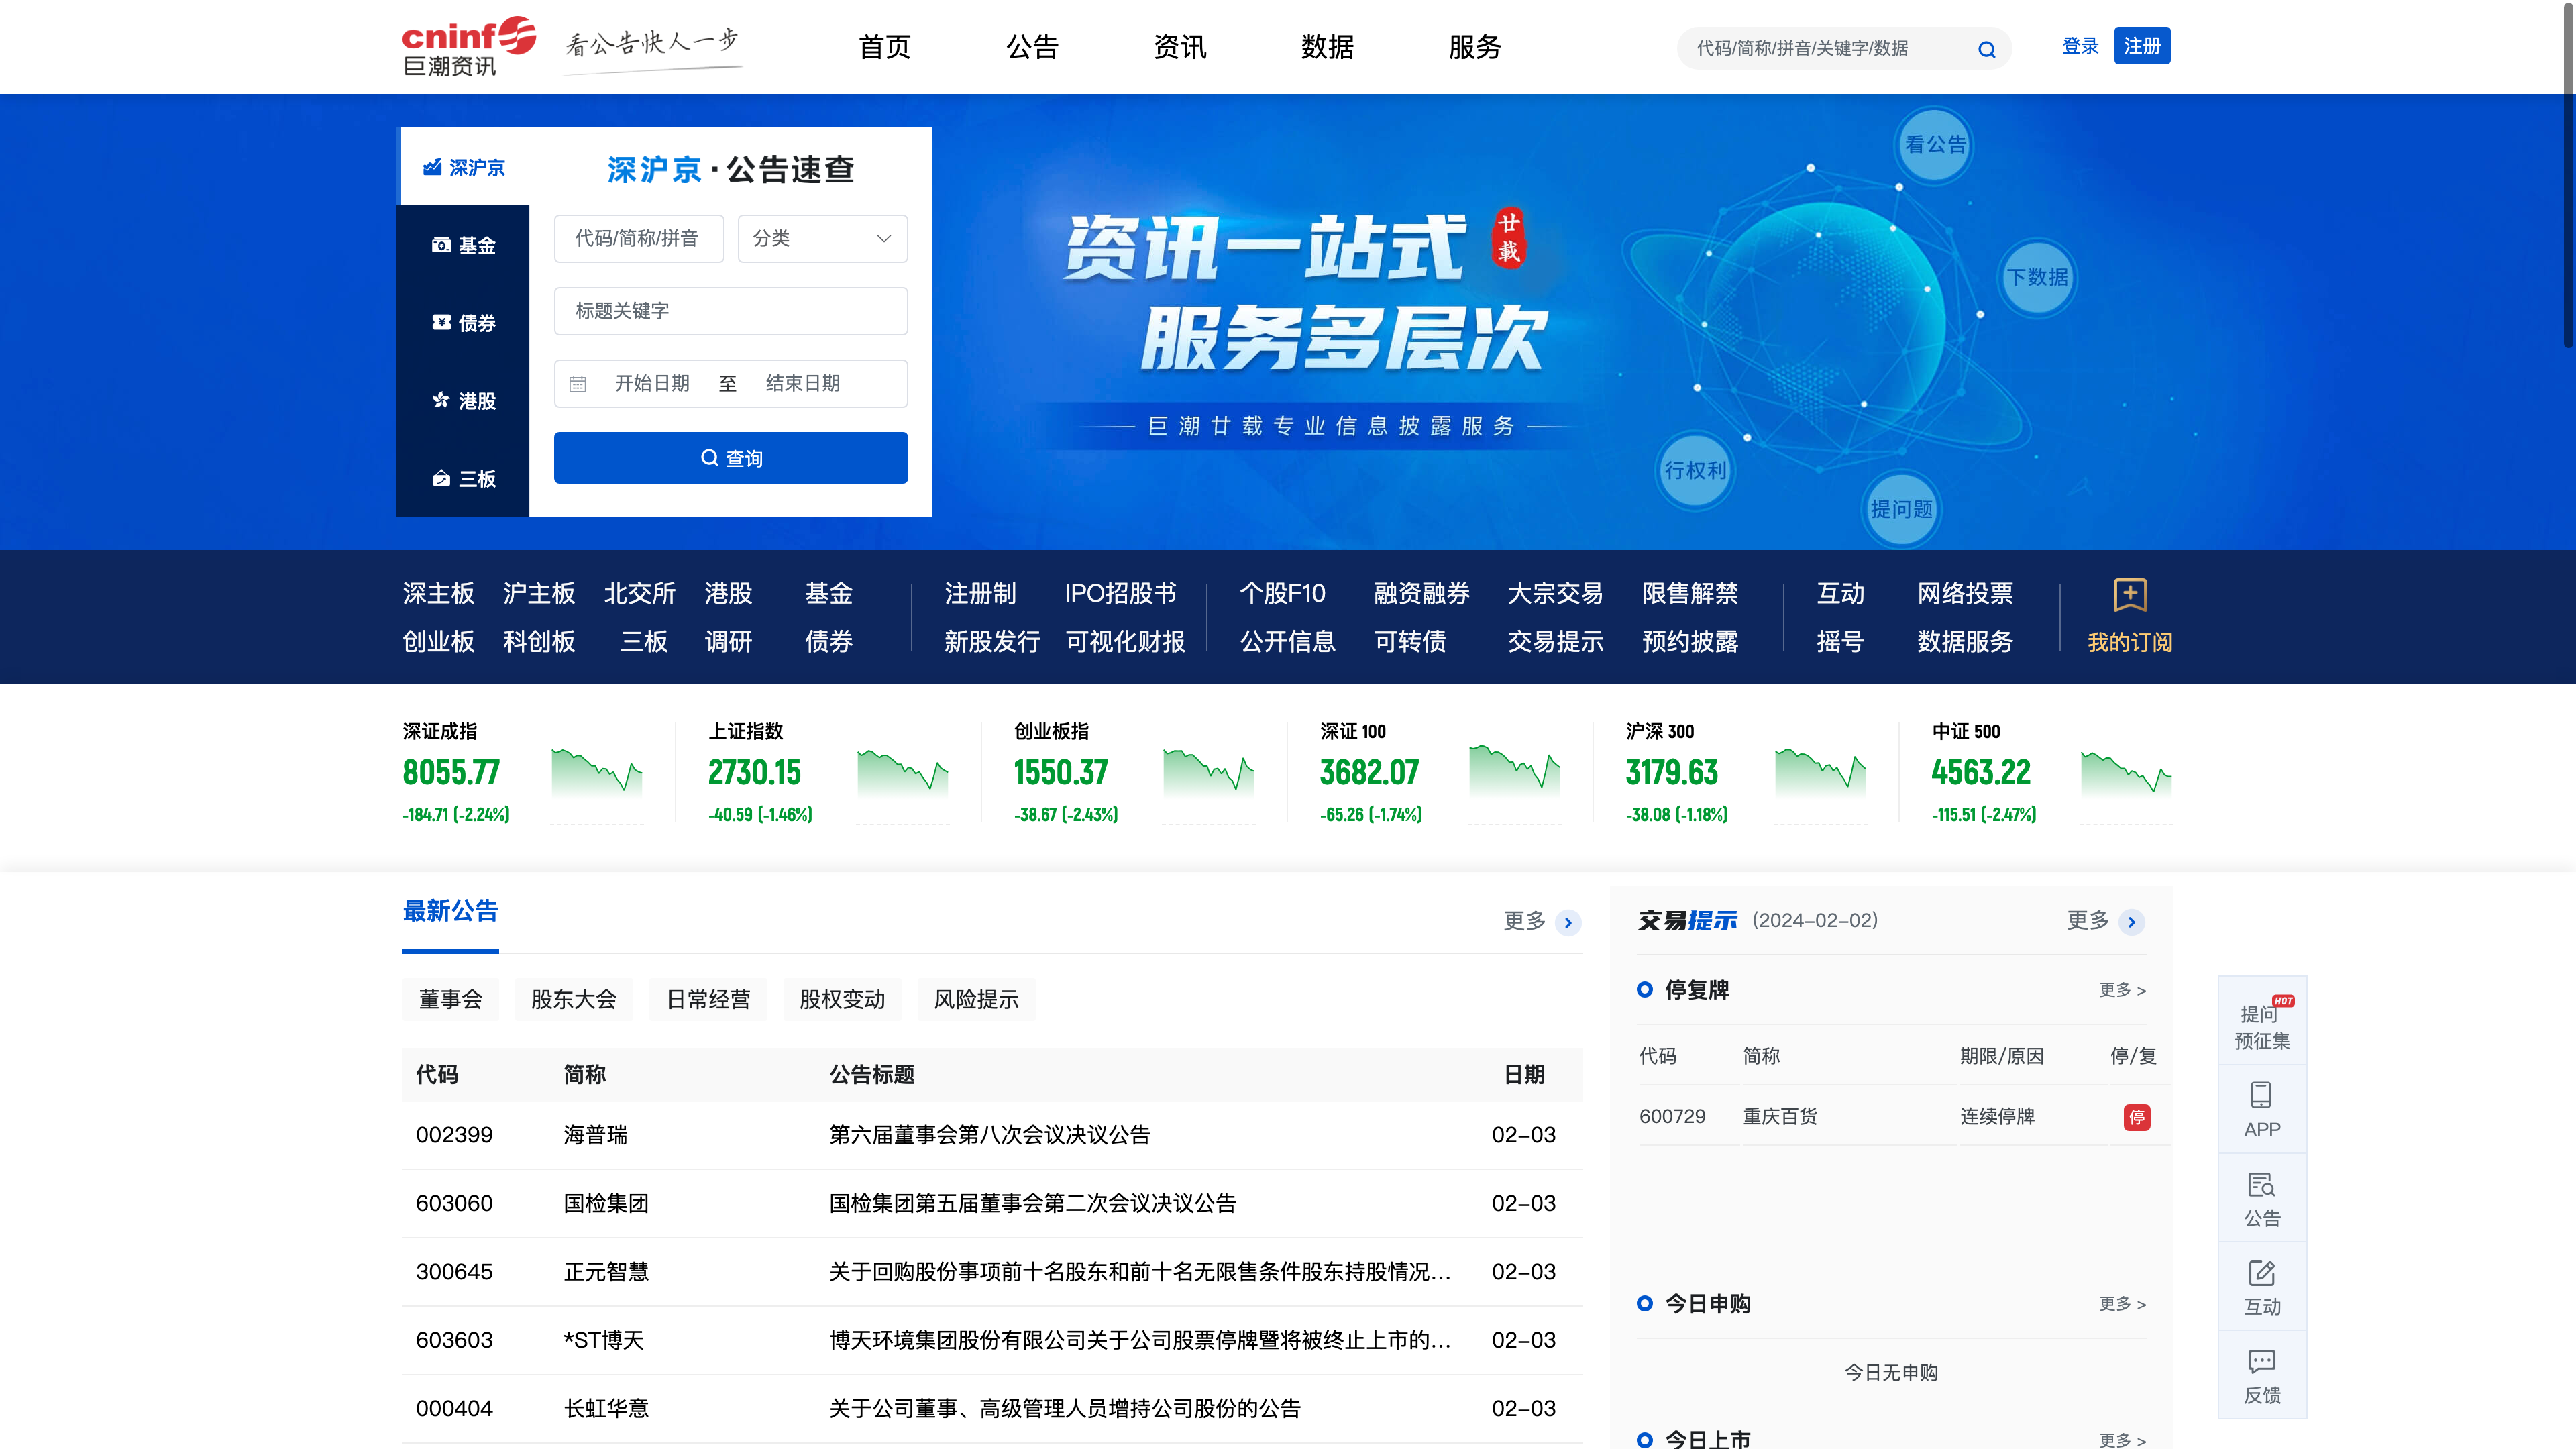 cninf 巨潮资讯 看公告快人一步 首页 公告 资讯 数据 服务 代码/简称/拼音/关键字/数据 登录 注册
深沪京
基金
债券
港股
三板
深沪京·公告速查
代码/简称/拼音 分类
标题关键字
开始日期 至 结束日期
查询
资讯一站式 廿載
服务多层次
巨潮廿载专业信息披露服务
看公告
下数据
行权利
提问题
深主板 沪主板 北交所 港股 基金 注册制 IPO招股书 个股F10 融资融券 大宗交易 限售解禁 互动 网络投票
创业板 科创板 三板 调研 债券 新股发行 可视化财报 公开信息 可转债 交易提示 预约披露 摇号 数据服务 我的订阅
深证成指 上证指数 创业板指 深证 100 沪深 300 中证 500
8055.77 2730.15 1550.37 3682.07 3179.63 4563.22
-184.71 (-2.24%) -40.59 (-1.46%) -38.67 (-2.43%) -65.26 (-1.74%) -38.08 (-1.18%) -115.51 (-2.47%)
最新公告 更多
董事会 股东大会 日常经营 股权变动 风险提示
代码 简称 公告标题 日期
002399 海普瑞 第六届董事会第八次会议决议公告 02-03
603060 国检集团 国检集团第五届董事会第二次会议决议公告 02-03
300645 正元智慧 关于回购股份事项前十名股东和前十名无限售条件股东持股情况… 02-03
603603 *ST博天 博天环境集团股份有限公司关于公司股票停牌暨将被终止上市的… 02-03
000404 长虹华意 关于公司董事、高级管理人员增持公司股份的公告 02-03
交易提示 (2024-02-02) 更多
停复牌 更多 >
代码 简称 期限/原因 停/复
600729 重庆百货 连续停牌 停
今日申购 更多 >
今日无申购
今日上市 更多 >
HOT
提问
预征集
APP
公告
互动
反馈